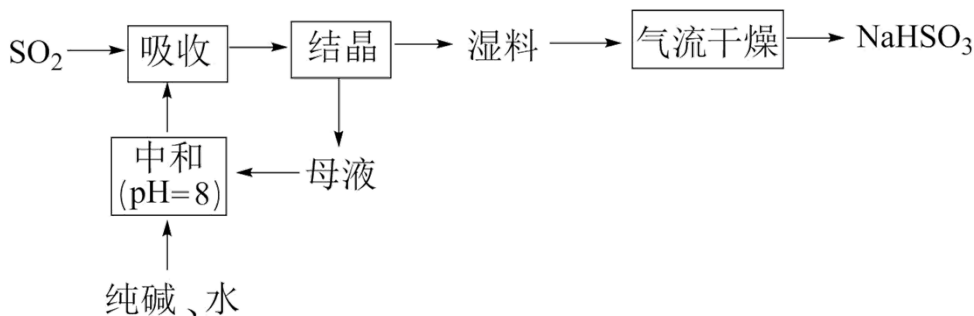 SO₂
吸收
结晶
湿料
气流干燥
NaHSO₃
中和
(pH=8)
母液
纯碱、水